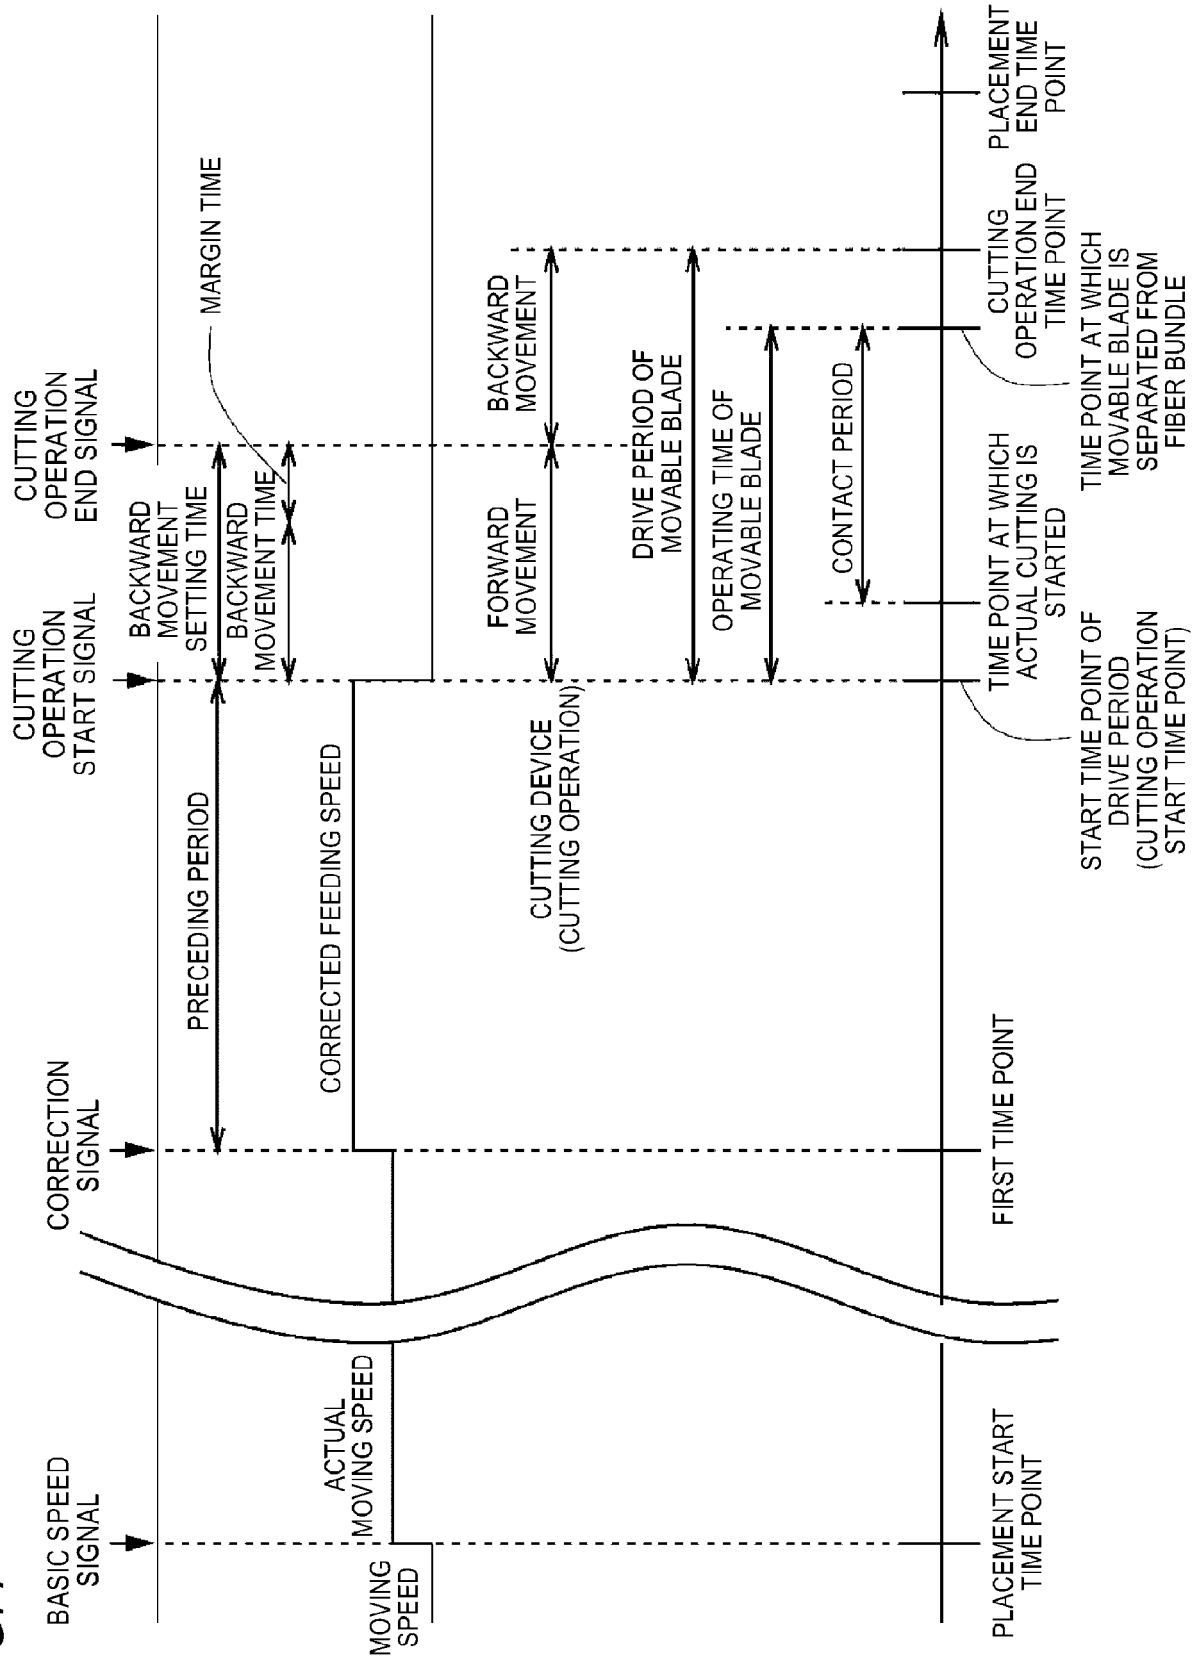 BASIC SPEED
SIGNAL
CORRECTION
SIGNAL
CUTTING
OPERATION
START SIGNAL
CUTTING
OPERATION
END SIGNAL
PRECEDING PERIOD
BACKWARD
MOVEMENT
SETTING TIME
BACKWARD
MOVEMENT TIME
MARGIN TIME
MOVING
SPEED
ACTUAL
MOVING SPEED
CORRECTED FEEDING SPEED
CUTTING DEVICE
(CUTTING OPERATION)
FORWARD
MOVEMENT
BACKWARD
MOVEMENT
DRIVE PERIOD OF
MOVABLE BLADE
OPERATING TIME OF
MOVABLE BLADE
CONTACT PERIOD
PLACEMENT START
TIME POINT
FIRST TIME POINT
START TIME POINT OF
DRIVE PERIOD
(CUTTING OPERATION
START TIME POINT)
TIME POINT AT WHICH
ACTUAL CUTTING IS
STARTED
TIME POINT AT WHICH
MOVABLE BLADE IS
SEPARATED FROM
FIBER BUNDLE
CUTTING
OPERATION END
TIME POINT
PLACEMENT
END TIME
POINT